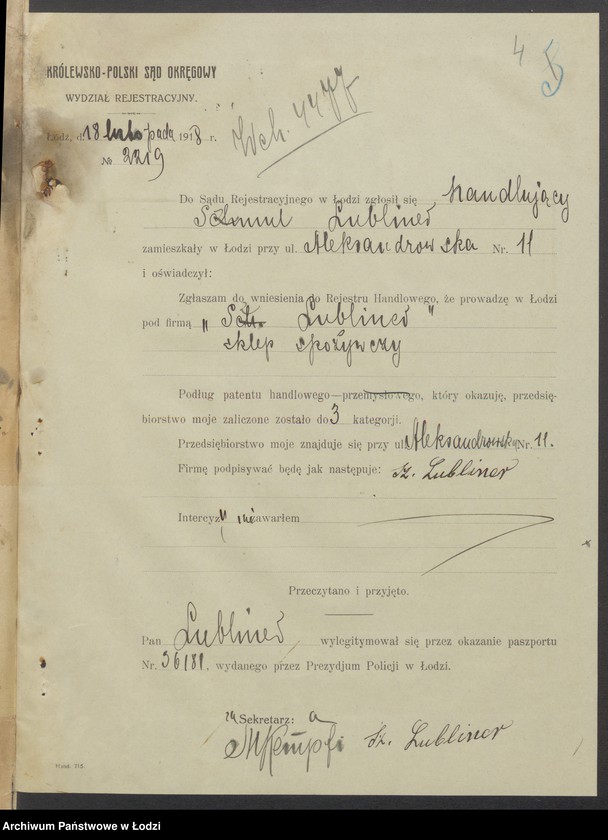 4 5
KRÓLEWSKO-POLSKI SĄD OKRĘGOWY
WYDZIAŁ REJESTRACYJNY.
Łódź, d. 18 listopada 1918 r.
№ 2219
Wch. 4477
Do Sądu Rejestracyjnego w Łodzi zgłosił się handlujący
Szmul Lubliner
zamieszkały w Łodzi przy ul. Aleksandrowska Nr. 11
i oświadczył:
Zgłaszam do wniesienia do Rejestru Handlowego, że prowadzę w Łodzi
pod firmą „Sz. Lubliner"
sklep spożywczy
Podług patentu handlowego—przemysłowego, który okazuję, przedsię-
biorstwo moje zaliczone zostało do 3 kategorji.
Przedsiębiorstwo moje znajduje się przy ul. Aleksandrowska Nr. 11.
Firmę podpisywać będę jak następuje: Sz. Lubliner
Intercyzy nie zawarłem
Przeczytano i przyjęto.
Pan Lubliner, wylegitymował się przez okazanie paszportu
Nr. 36181, wydanego przez Prezydjum Policji w Łodzi.
za Sekretarz:
MKempfi Sz. Lubliner
Archiwum Państwowe w Łodzi